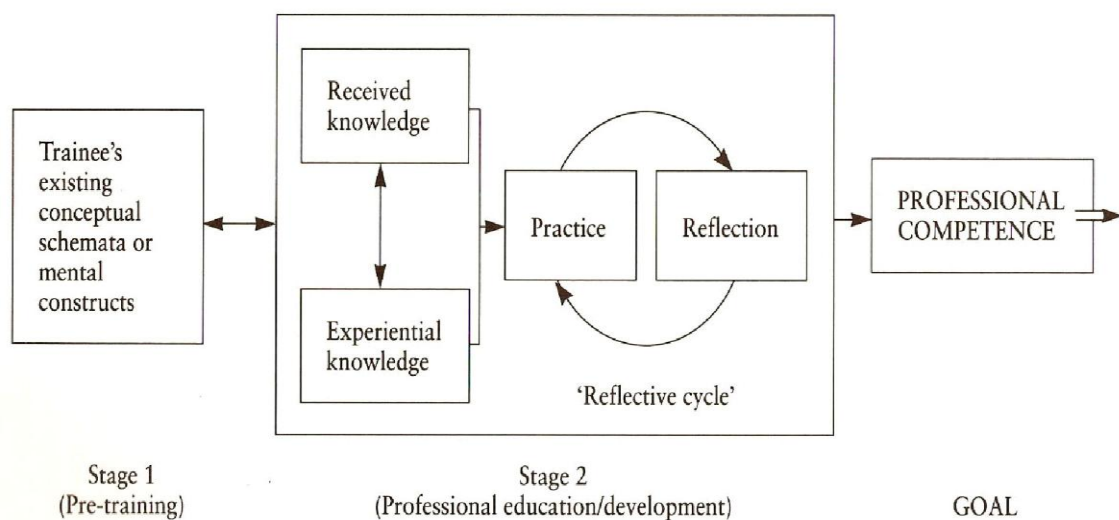 Trainee's
existing
conceptual
schemata or
mental
constructs
Received
knowledge
Experiential
knowledge
Practice
Reflection
'Reflective cycle'
PROFESSIONAL
COMPETENCE
Stage 1
(Pre-training)
Stage 2
(Professional education/development)
GOAL